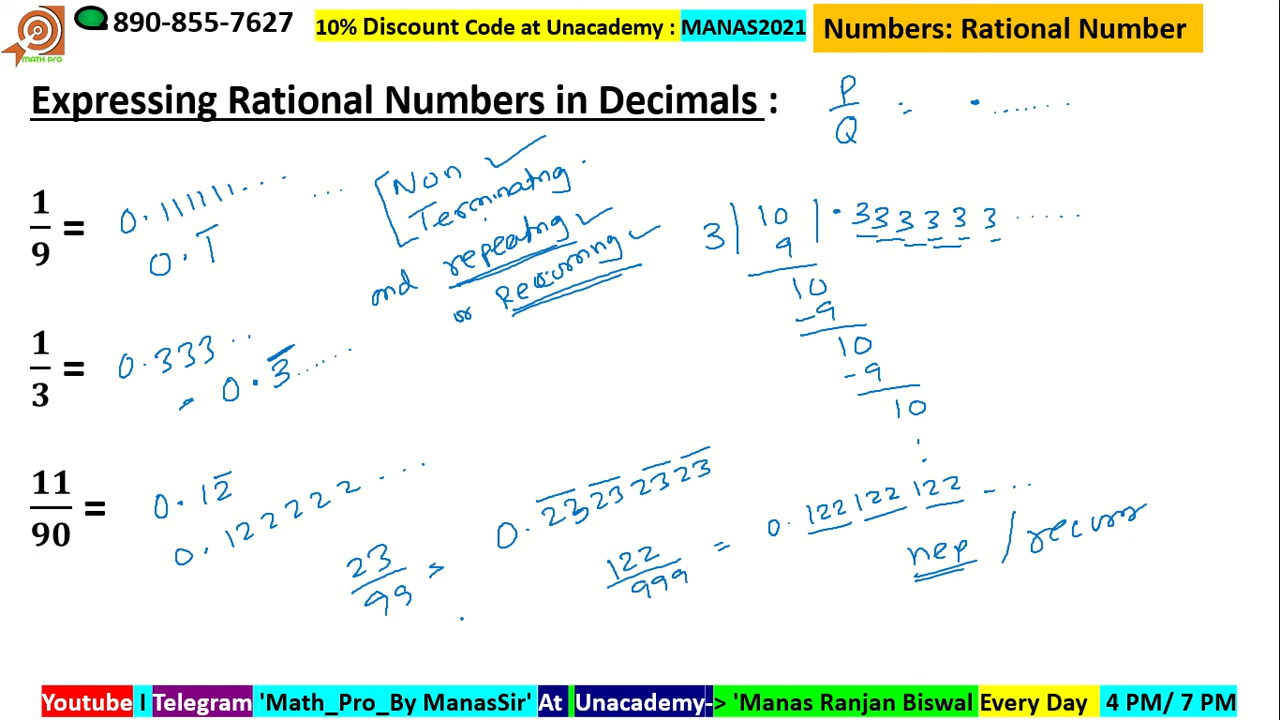 MATH PRO
890-855-7627
10% Discount Code at Unacademy : MANAS2021
Numbers: Rational Number
Expressing Rational Numbers in Decimals :
P/Q = . .......
1/9 =
0.111111... ...
0.1̅
Non
Terminating.
and repeating
or Recurring
3 | 10 | .333333 .....
9
10
-9
10
-9
10
1/3 =
0.333 ..
= 0.3̅ .....
11/90 =
0.12̅
0.122222 ...
23/99 =
0.23232323
122/999 = 0.122122122 - ...
rep / recurr
Youtube I Telegram 'Math_Pro_By ManasSir' At Unacademy-> 'Manas Ranjan Biswal Every Day 4 PM/ 7 PM